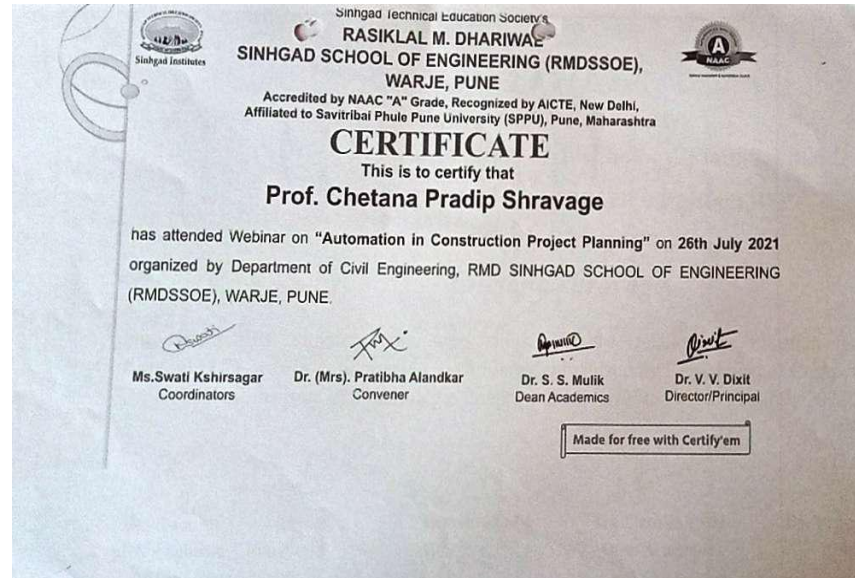 Sinhgad Technical Education Society's
Sinhgad Institutes
RASIKLAL M. DHARIWAL
A
NAAC
SINHGAD SCHOOL OF ENGINEERING (RMDSSOE),
WARJE, PUNE
Accredited by NAAC "A" Grade, Recognized by AICTE, New Delhi,
Affiliated to Savitribai Phule Pune University (SPPU), Pune, Maharashtra
CERTIFICATE
This is to certify that
Prof. Chetana Pradip Shravage
has attended Webinar on "Automation in Construction Project Planning" on 26th July 2021
organized by Department of Civil Engineering, RMD SINHGAD SCHOOL OF ENGINEERING
(RMDSSOE), WARJE, PUNE.
Ms.Swati Kshirsagar Dr. (Mrs). Pratibha Alandkar Dr. S. S. Mulik Dr. V. V. Dixit
Coordinators Convener Dean Academics Director/Principal
Made for free with Certify'em